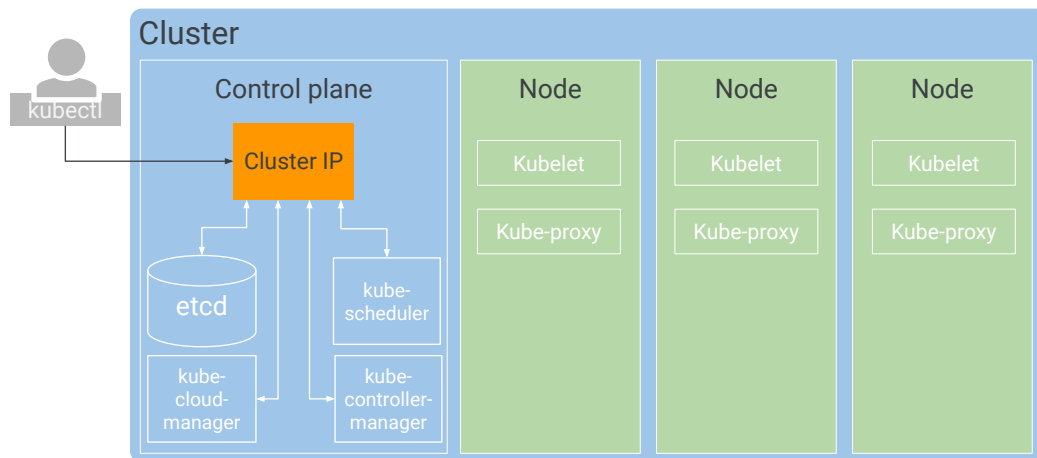 Cluster
kubectl
Control plane
Cluster IP
etcd
kube-
scheduler
kube-
cloud-
manager
kube-
controller-
manager
Node
Kubelet
Kube-proxy
Node
Kubelet
Kube-proxy
Node
Kubelet
Kube-proxy